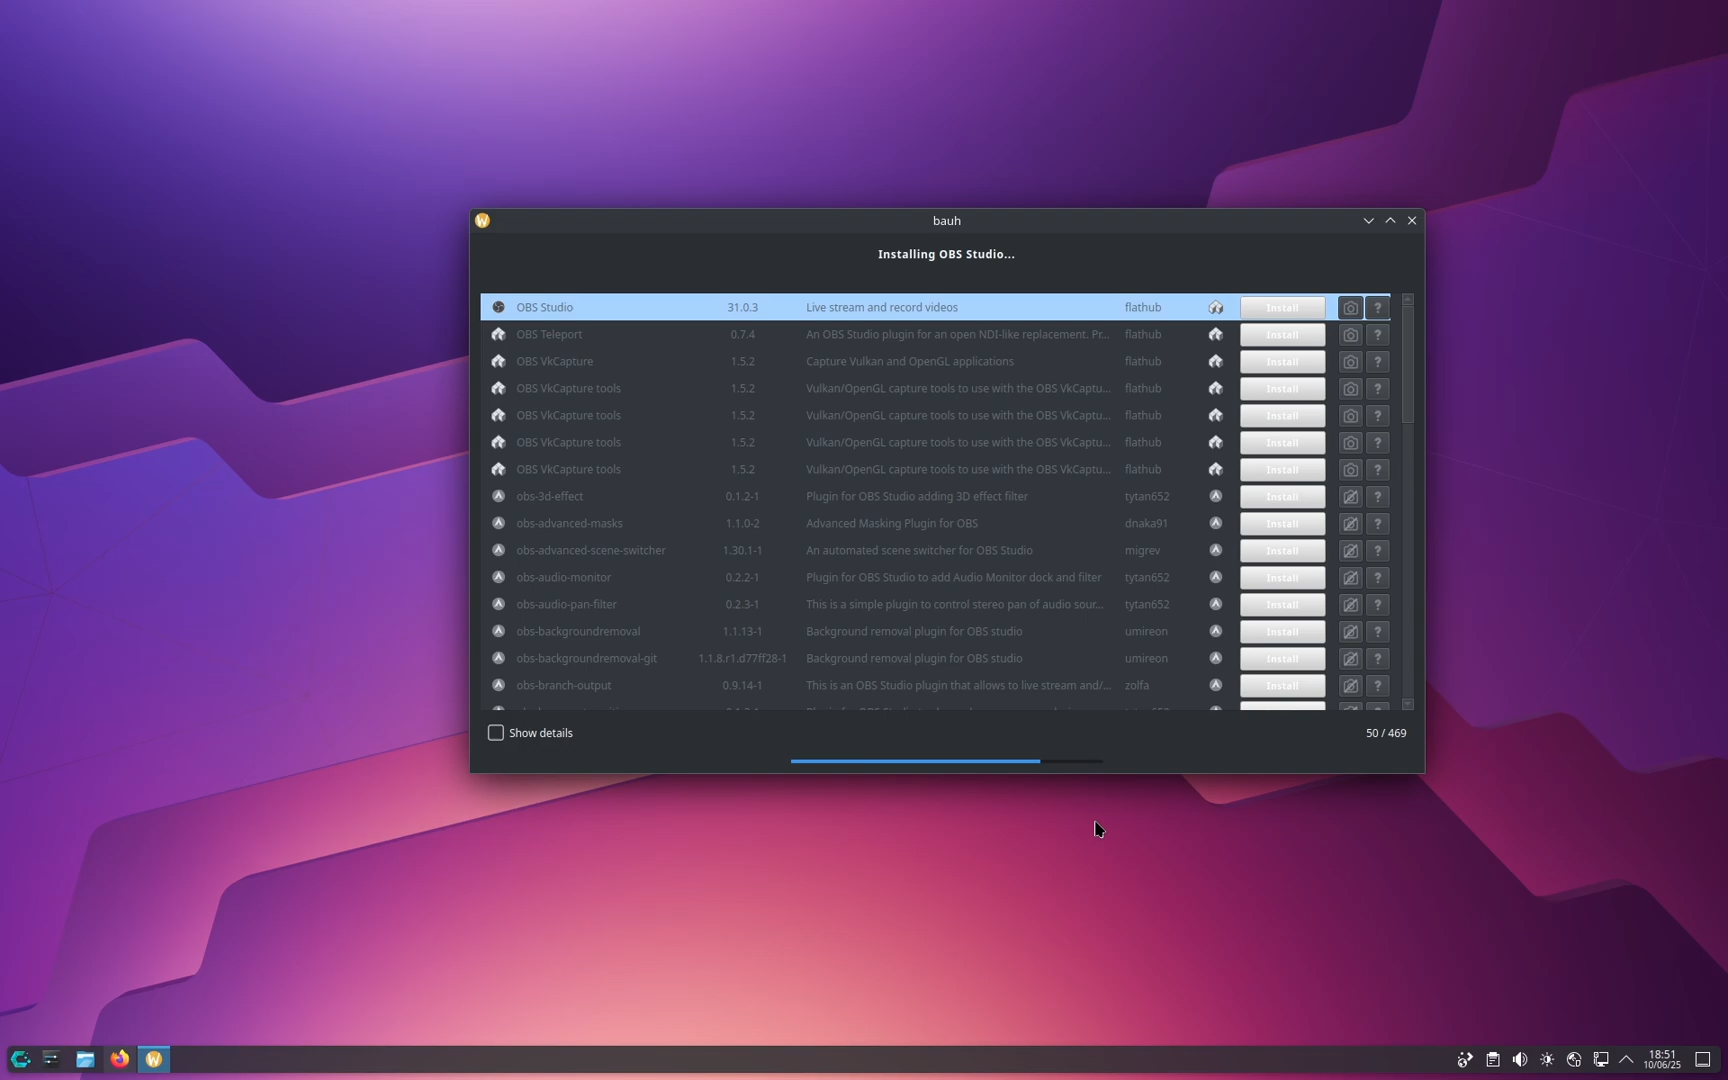 bauh
Installing OBS Studio...
OBS Studio 31.0.3 Live stream and record videos flathub Install ?
OBS Teleport 0.7.4 An OBS Studio plugin for an open NDI-like replacement. Pr... flathub Install ?
OBS VkCapture 1.5.2 Capture Vulkan and OpenGL applications flathub Install ?
OBS VkCapture tools 1.5.2 Vulkan/OpenGL capture tools to use with the OBS VkCaptu... flathub Install ?
OBS VkCapture tools 1.5.2 Vulkan/OpenGL capture tools to use with the OBS VkCaptu... flathub Install ?
OBS VkCapture tools 1.5.2 Vulkan/OpenGL capture tools to use with the OBS VkCaptu... flathub Install ?
OBS VkCapture tools 1.5.2 Vulkan/OpenGL capture tools to use with the OBS VkCaptu... flathub Install ?
obs-3d-effect 0.1.2-1 Plugin for OBS Studio adding 3D effect filter tytan652 Install ?
obs-advanced-masks 1.1.0-2 Advanced Masking Plugin for OBS dnaka91 Install ?
obs-advanced-scene-switcher 1.30.1-1 An automated scene switcher for OBS Studio migrev Install ?
obs-audio-monitor 0.2.2-1 Plugin for OBS Studio to add Audio Monitor dock and filter tytan652 Install ?
obs-audio-pan-filter 0.2.3-1 This is a simple plugin to control stereo pan of audio sour... tytan652 Install ?
obs-backgroundremoval 1.1.13-1 Background removal plugin for OBS studio umireon Install ?
obs-backgroundremoval-git 1.1.8.r1.d77ff28-1 Background removal plugin for OBS studio umireon Install ?
obs-branch-output 0.9.14-1 This is an OBS Studio plugin that allows to live stream and/... zolfa Install ?
Show details 50 / 469
18:51
10/06/25